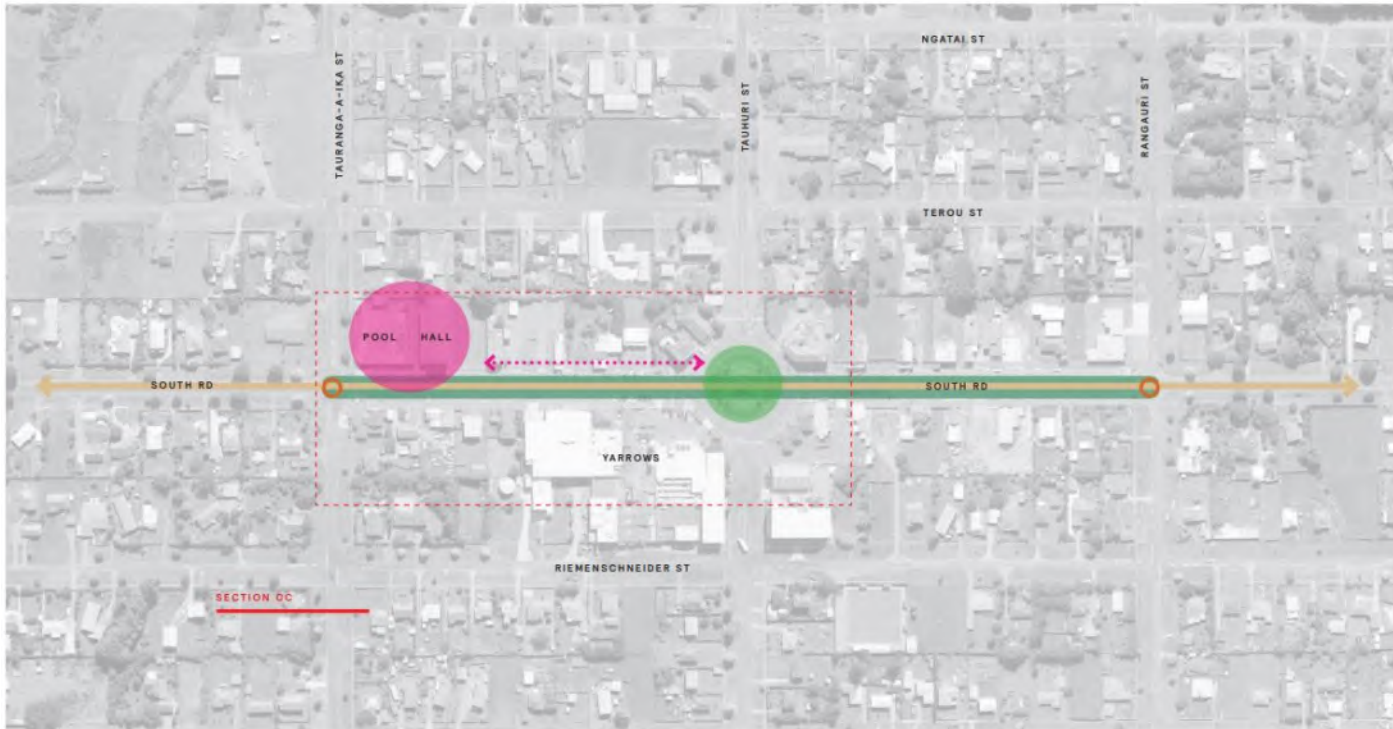 NGATAI ST
TAURANGA-A-IKA ST
TAUHURI ST
RANGAURI ST
TEROU ST
POOL HALL
SOUTH RD
SOUTH RD
YARROWS
RIEMENSCHNEIDER ST
SECTION CC